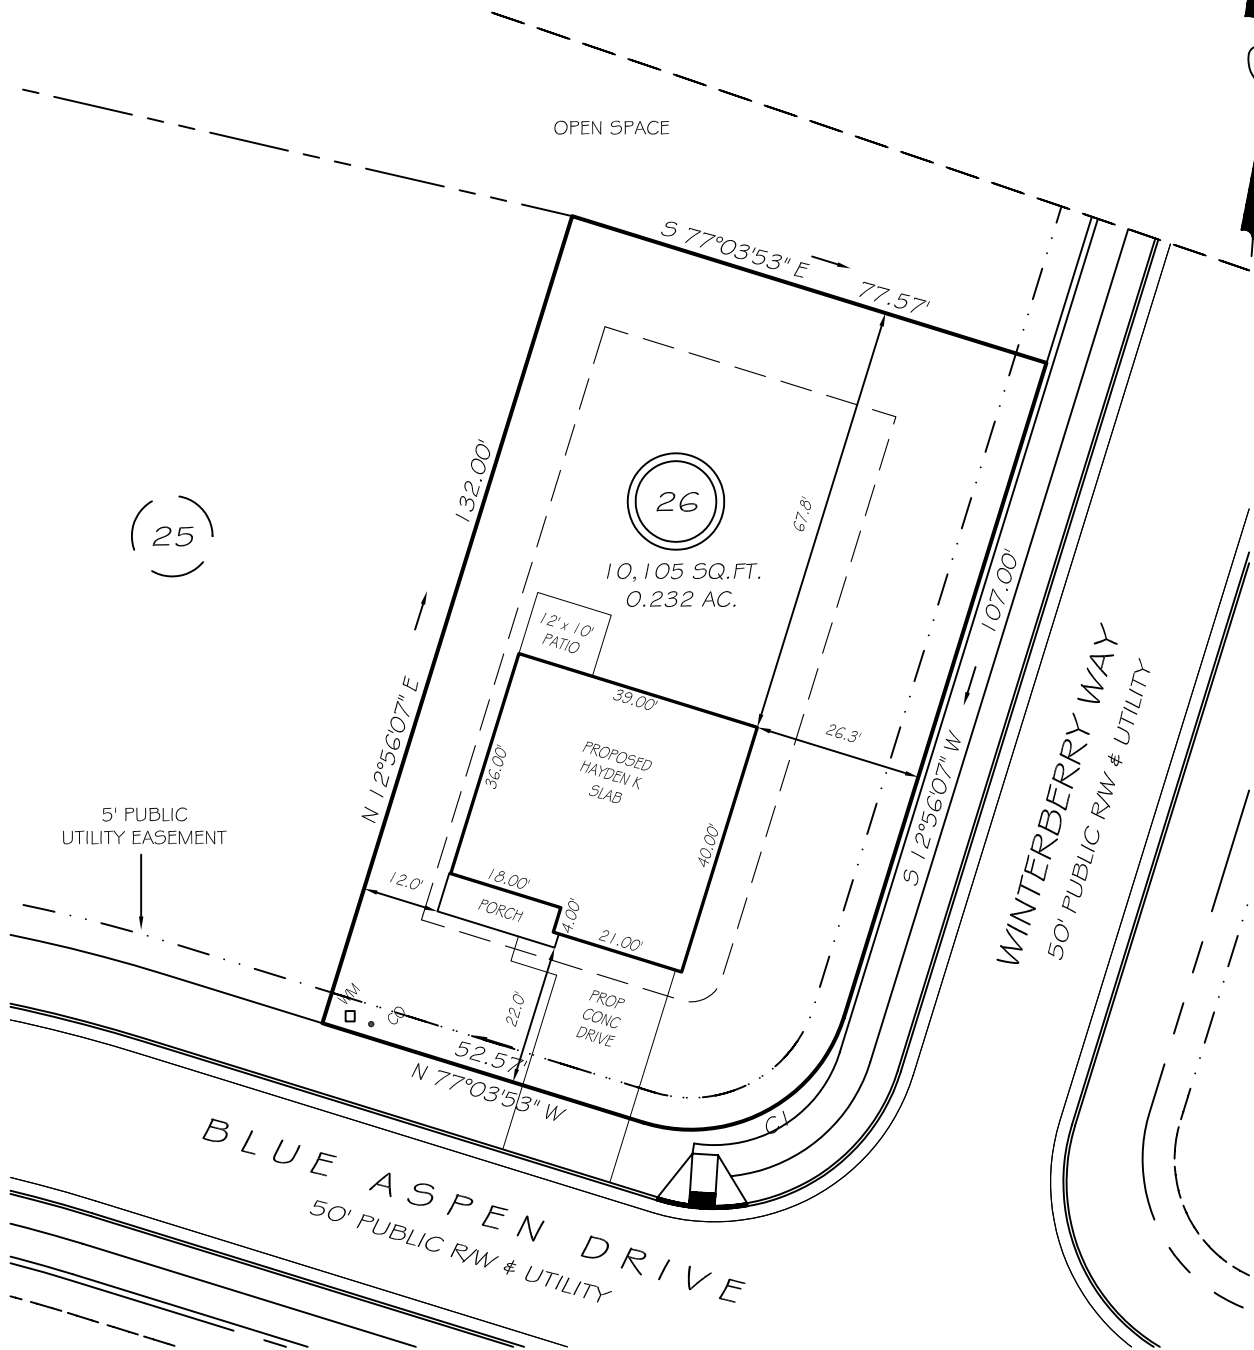 OPEN SPACE
S 77°03'53" E
77.57'
132.00'
26
10,105 SQ.FT.
0.232 AC.
67.8'
25
107.00'
12' x 10'
PATIO
39.00'
26.3'
N 12°56'07" E
36.00'
PROPOSED
HAYDEN K
SLAB
40.00'
S 12°56'07" W
WINTERBERRY WAY
50' PUBLIC R/W & UTILITY
5' PUBLIC
UTILITY EASEMENT
12.0'
18.00'
PORCH
4.00'
21.00'
22.0'
PROP
CONC
DRIVE
WM
CO
52.57'
N 77°03'53" W
C1
BLUE ASPEN DRIVE
50' PUBLIC R/W & UTILITY